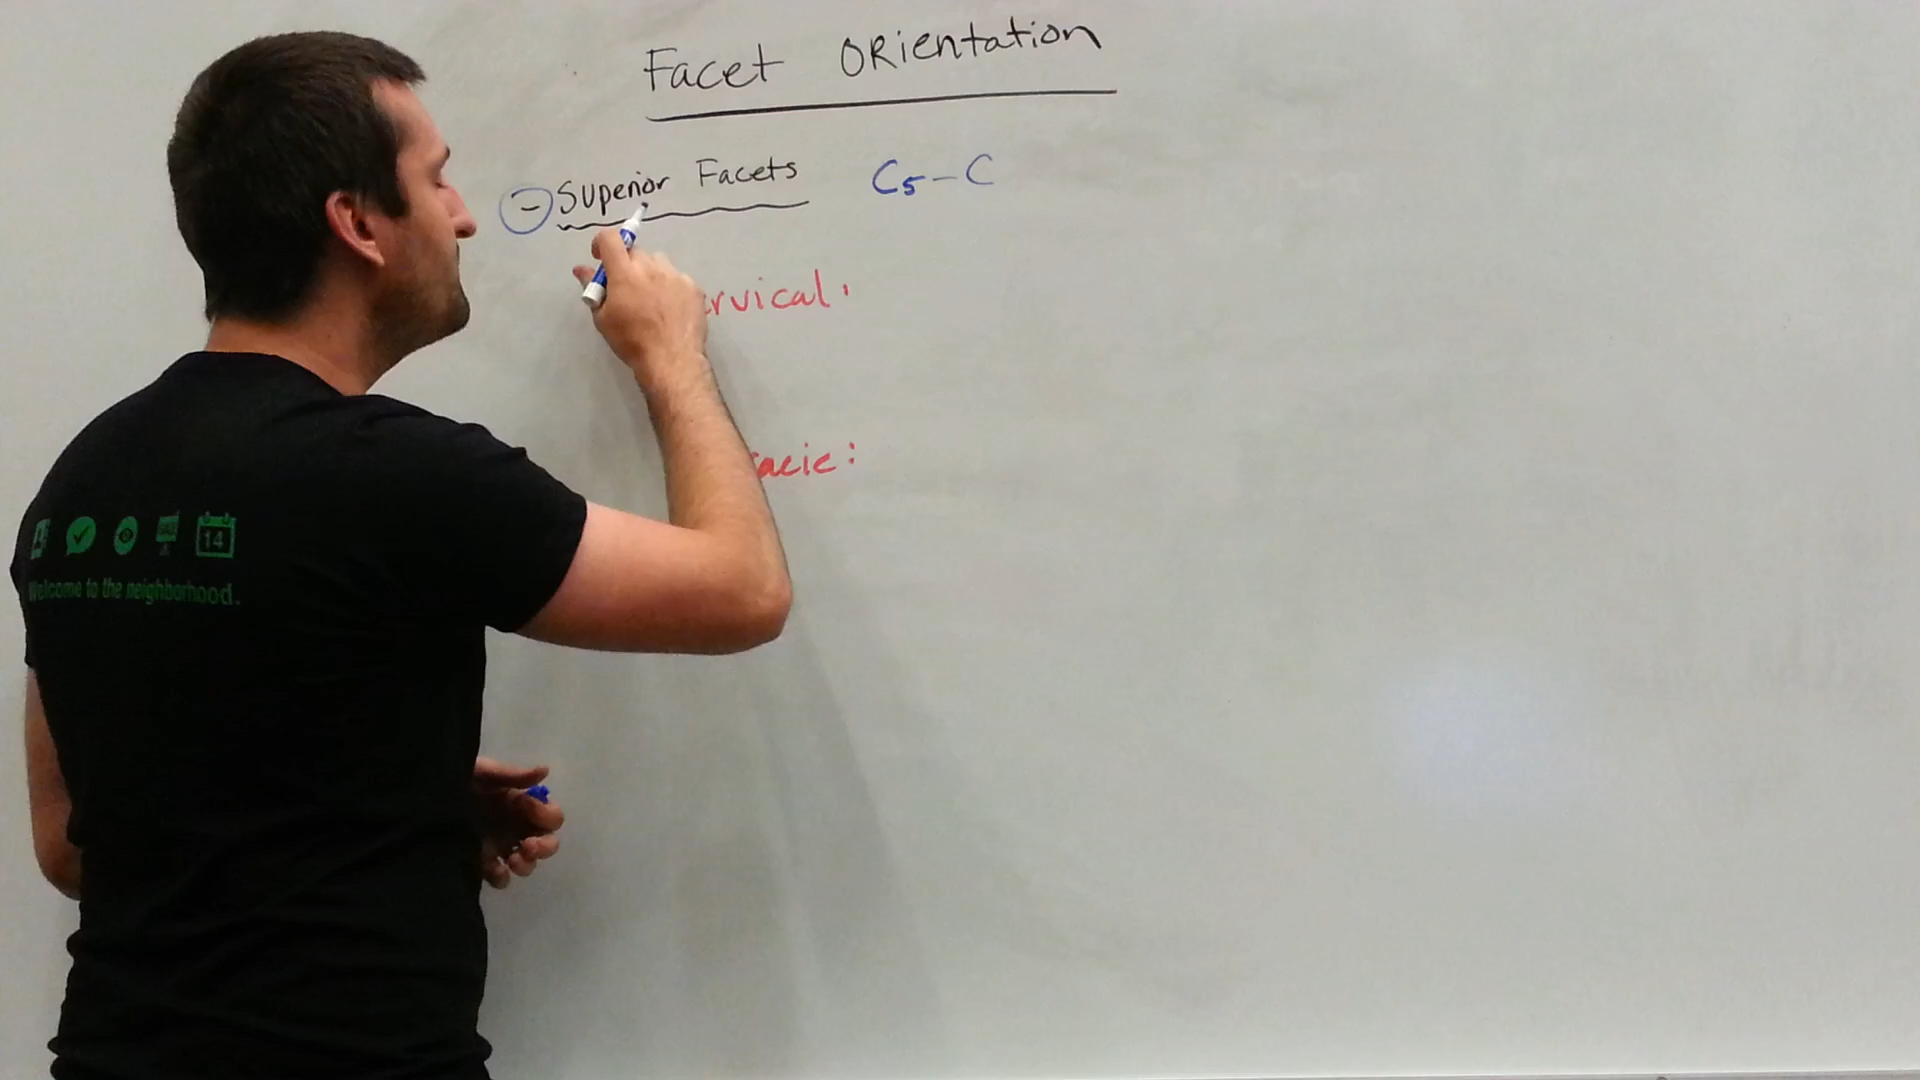 Facet ORientation
- Superior Facets C5-C
rvical.
acic:
14
Welcome to the neighborhood.